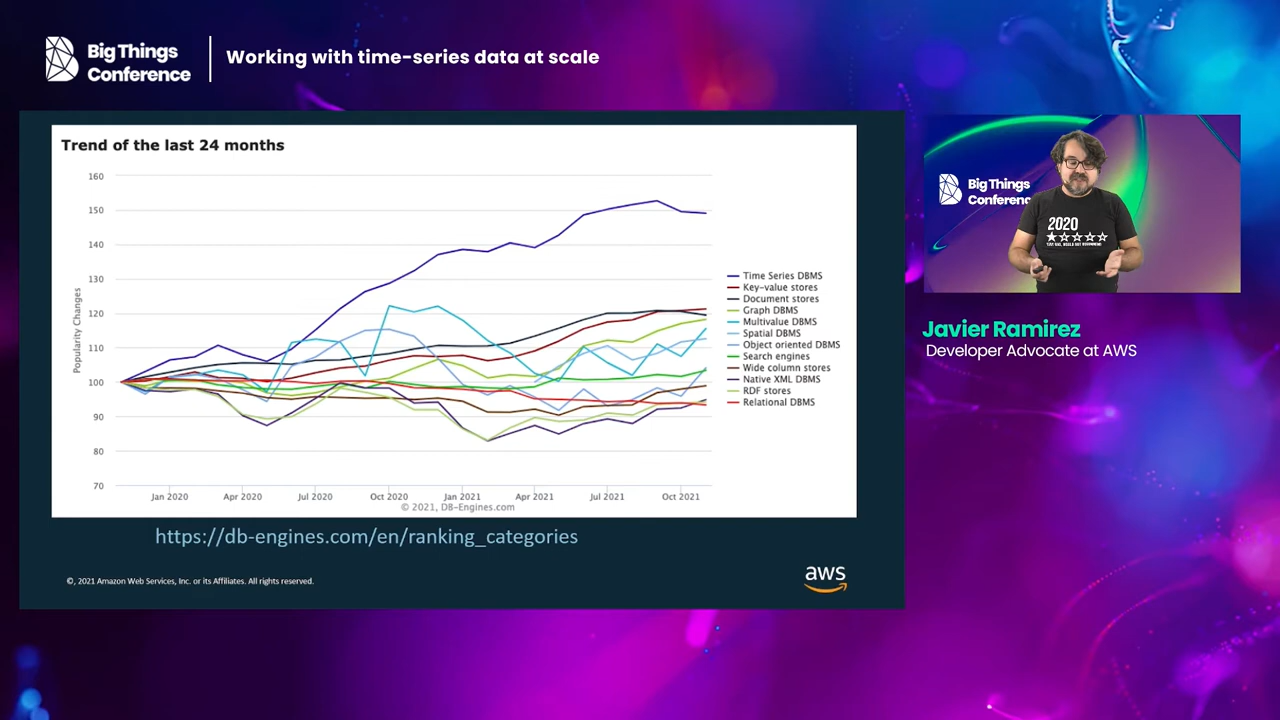 Big Things
Conference
Working with time-series data at scale
Trend of the last 24 months
160
150
140
130
120
110
100
90
80
70
Popularity Changes
Jan 2020
Apr 2020
Jul 2020
Oct 2020
Jan 2021
Apr 2021
Jul 2021
Oct 2021
© 2021, DB-Engines.com
Time Series DBMS
Key-value stores
Document stores
Graph DBMS
Multivalue DBMS
Spatial DBMS
Object oriented DBMS
Search engines
Wide column stores
Native XML DBMS
RDF stores
Relational DBMS
https://db-engines.com/en/ranking_categories
©, 2021 Amazon Web Services, Inc. or its Affiliates. All rights reserved.
aws
Big Things
Conferenc
2020
Javier Ramirez
Developer Advocate at AWS